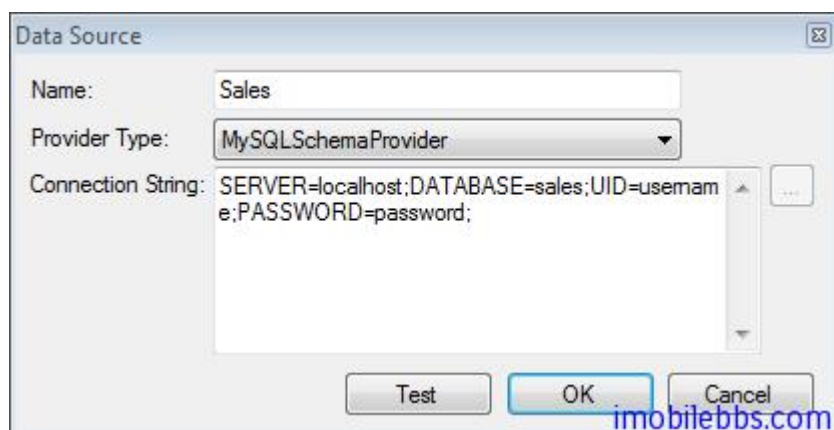 Data Source
Name: Sales
Provider Type: MySQLSchemaProvider
Connection String: SERVER=localhost;DATABASE=sales;UID=usernam
e;PASSWORD=password;
...
Test OK Cancel
imobilebbs.com